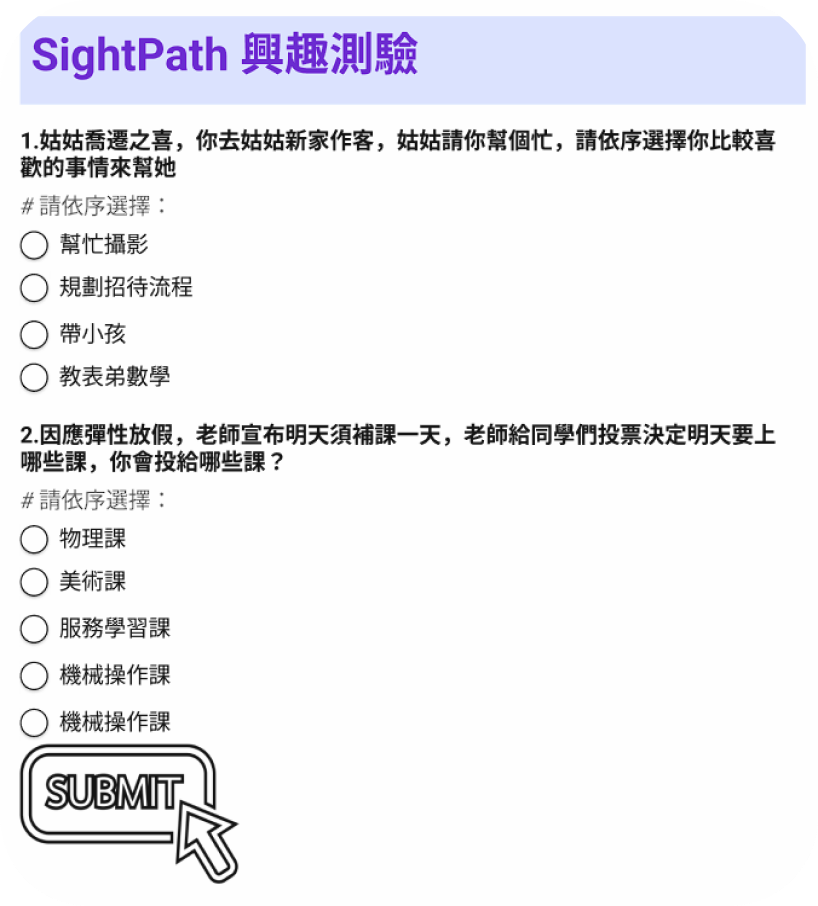 SightPath 興趣測驗
1.姑姑喬遷之喜，你去姑姑新家作客，姑姑請你幫個忙，請依序選擇你比較喜
歡的事情來幫她
# 請依序選擇：
幫忙攝影
規劃招待流程
帶小孩
教表弟數學
2.因應彈性放假，老師宣布明天須補課一天，老師給同學們投票決定明天要上
哪些課，你會投給哪些課？
# 請依序選擇：
物理課
美術課
服務學習課
機械操作課
機械操作課
SUBMIT